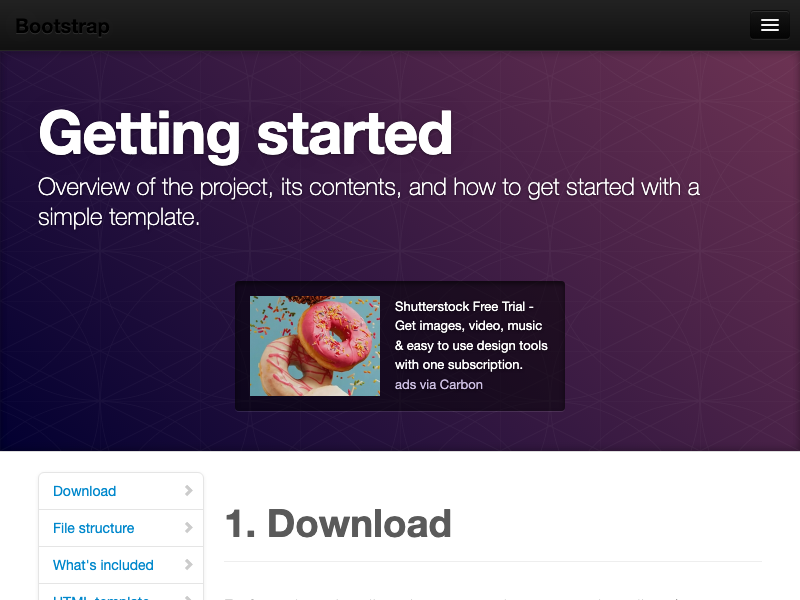 Bootstrap
Getting started
Overview of the project, its contents, and how to get started with a
simple template.
Shutterstock Free Trial -
Get images, video, music
& easy to use design tools
with one subscription.
ads via Carbon
Download
File structure
What's included
HTML template
1. Download